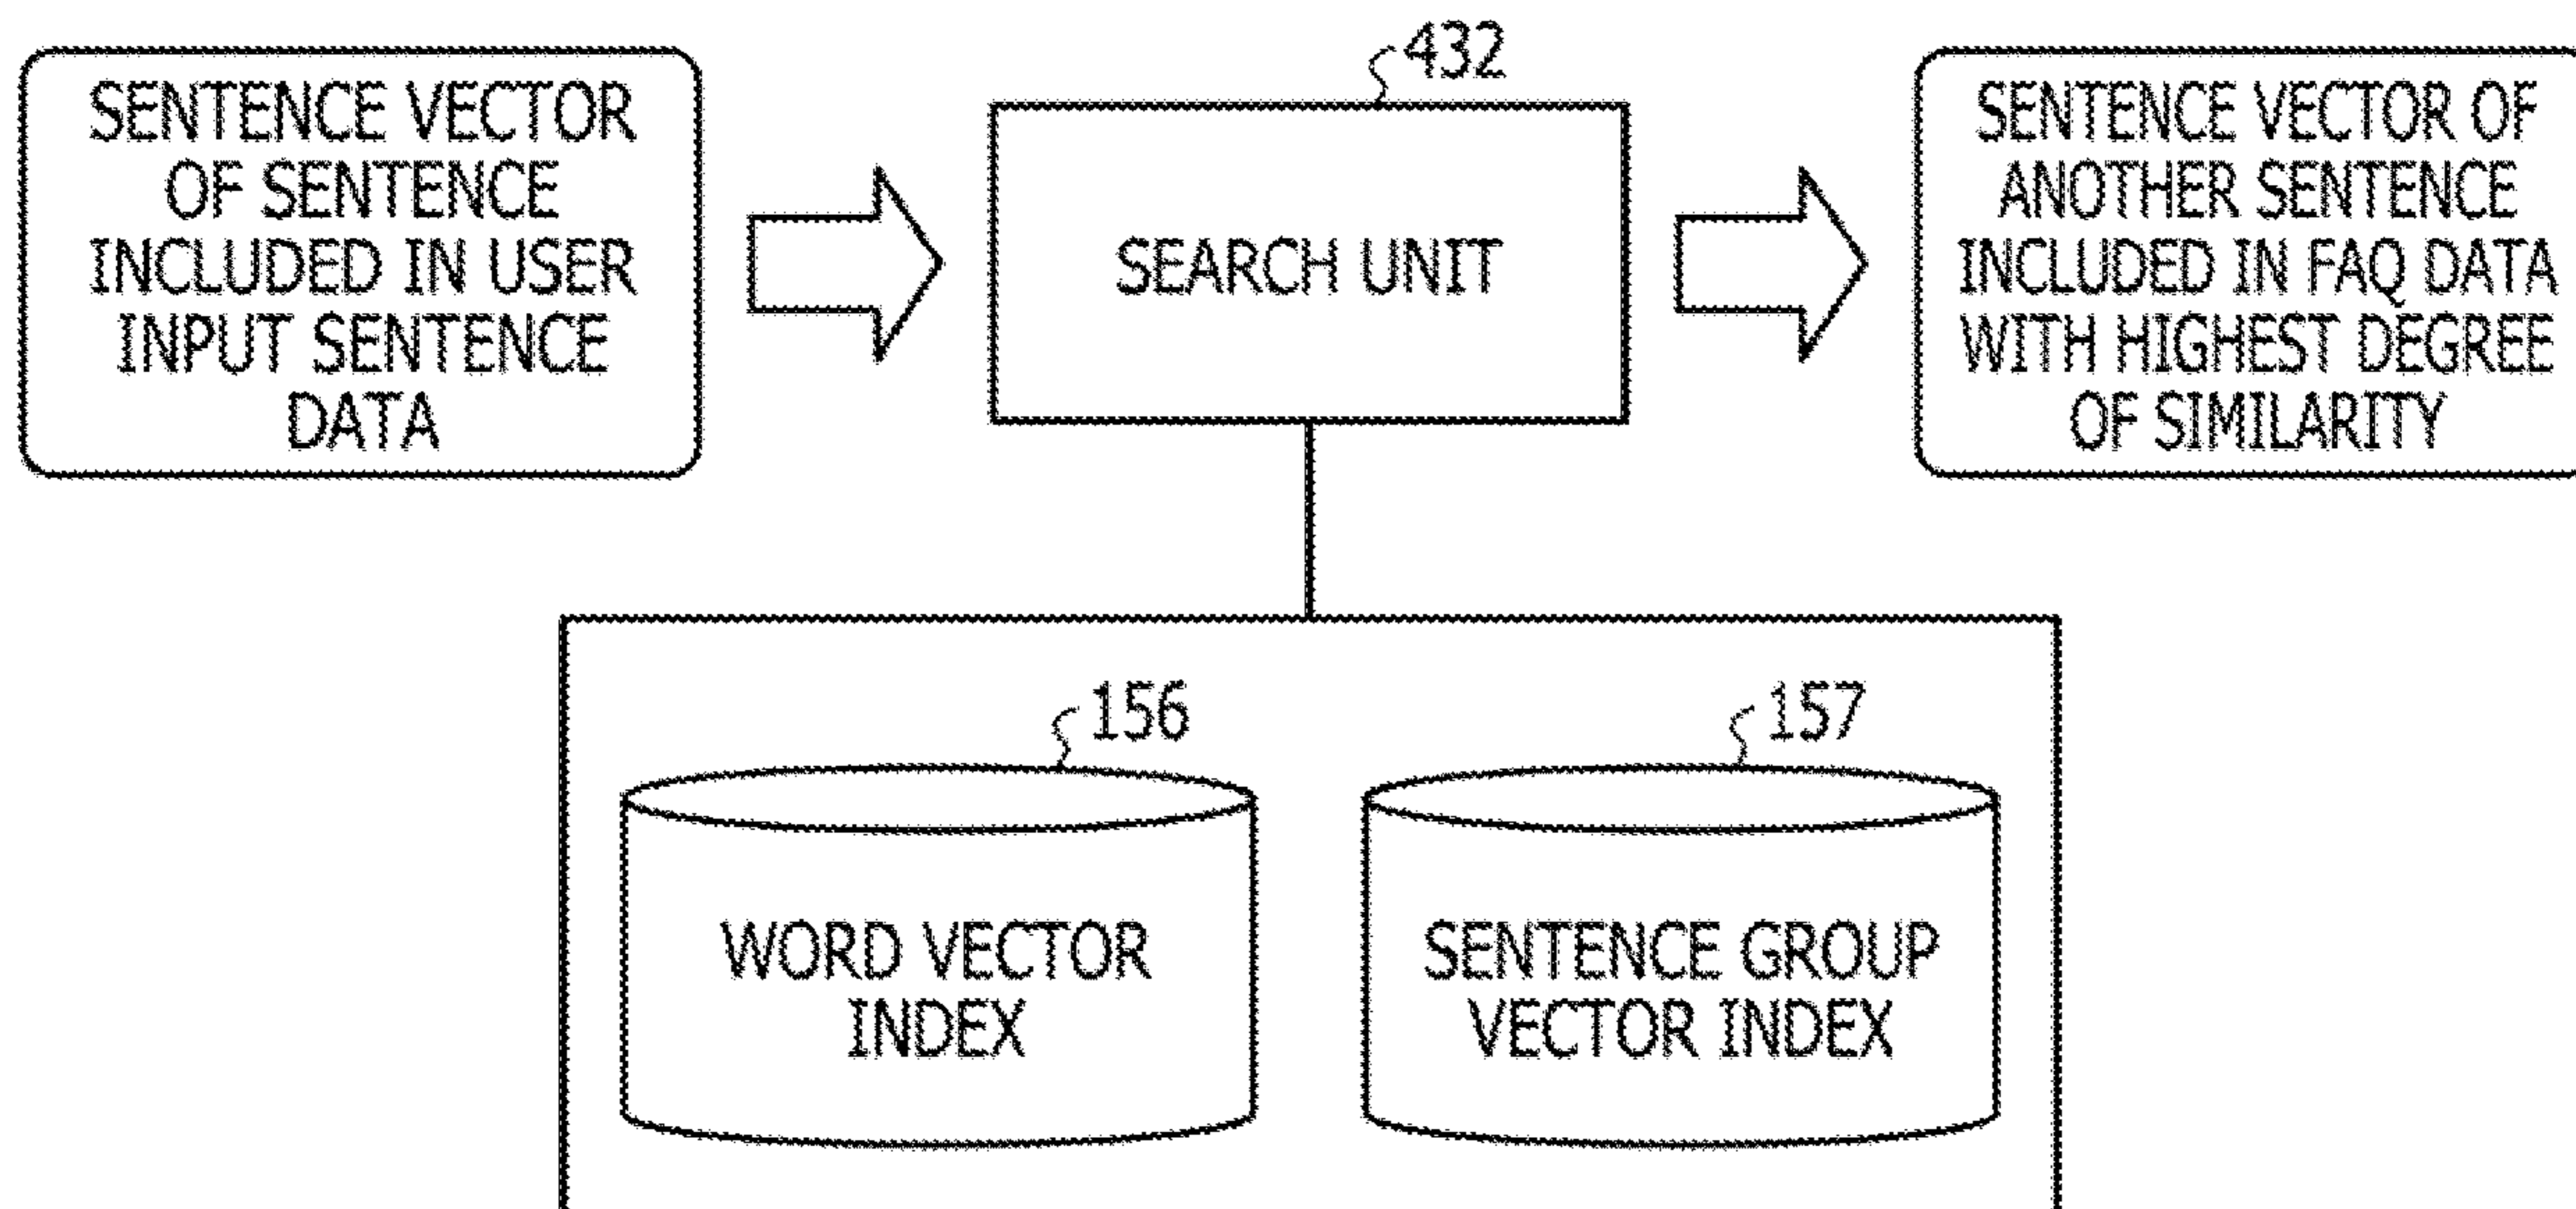 SENTENCE VECTOR
OF SENTENCE
INCLUDED IN USER
INPUT SENTENCE
DATA
432
SEARCH UNIT
SENTENCE VECTOR OF
ANOTHER SENTENCE
INCLUDED IN FAQ DATA
WITH HIGHEST DEGREE
OF SIMILARITY
156
WORD VECTOR
INDEX
157
SENTENCE GROUP
VECTOR INDEX